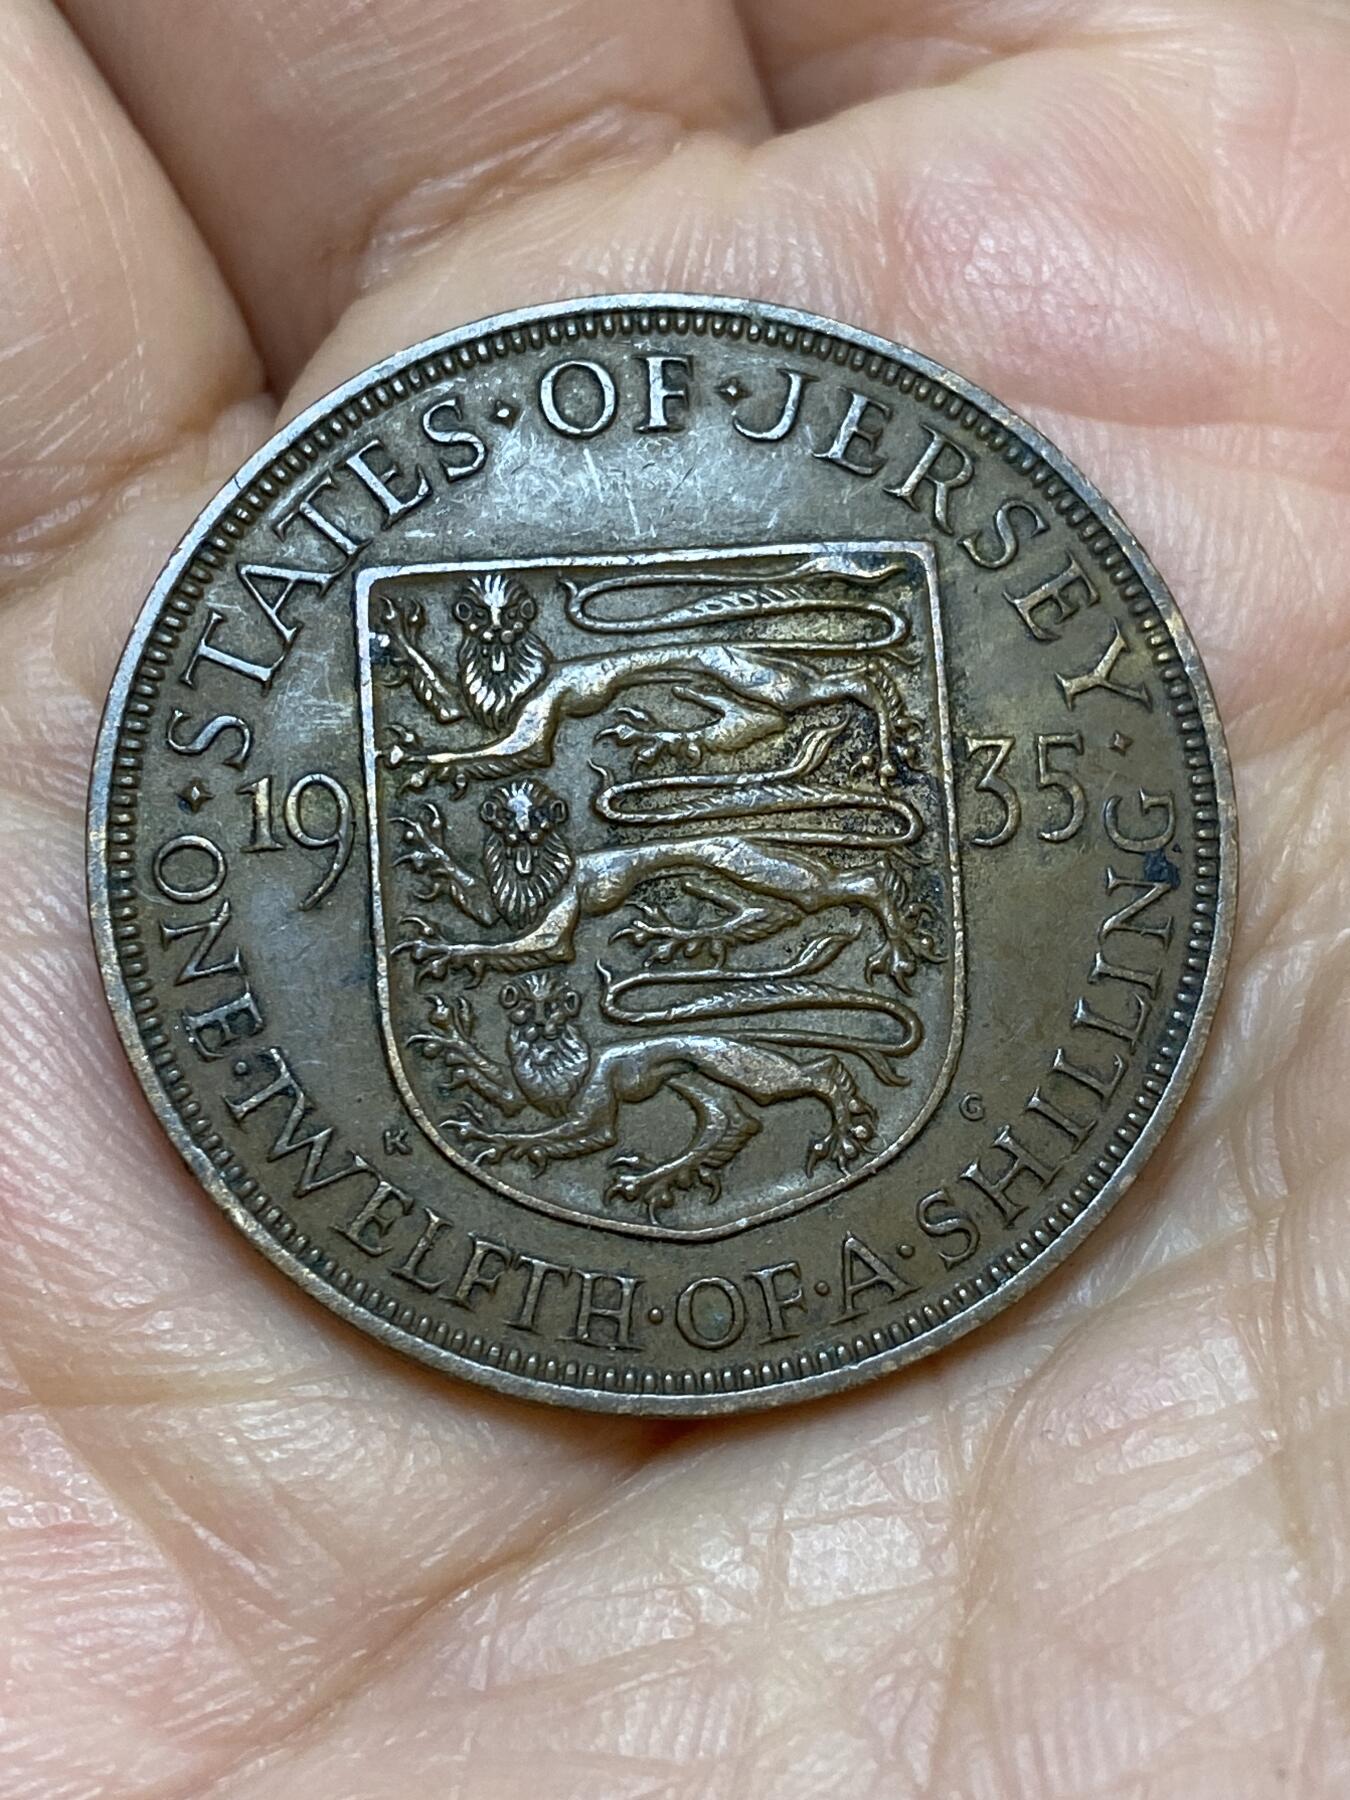 STATES · OF · JERSEY
19 35
K G
ONE · TWELFTH · OF · A · SHILLING